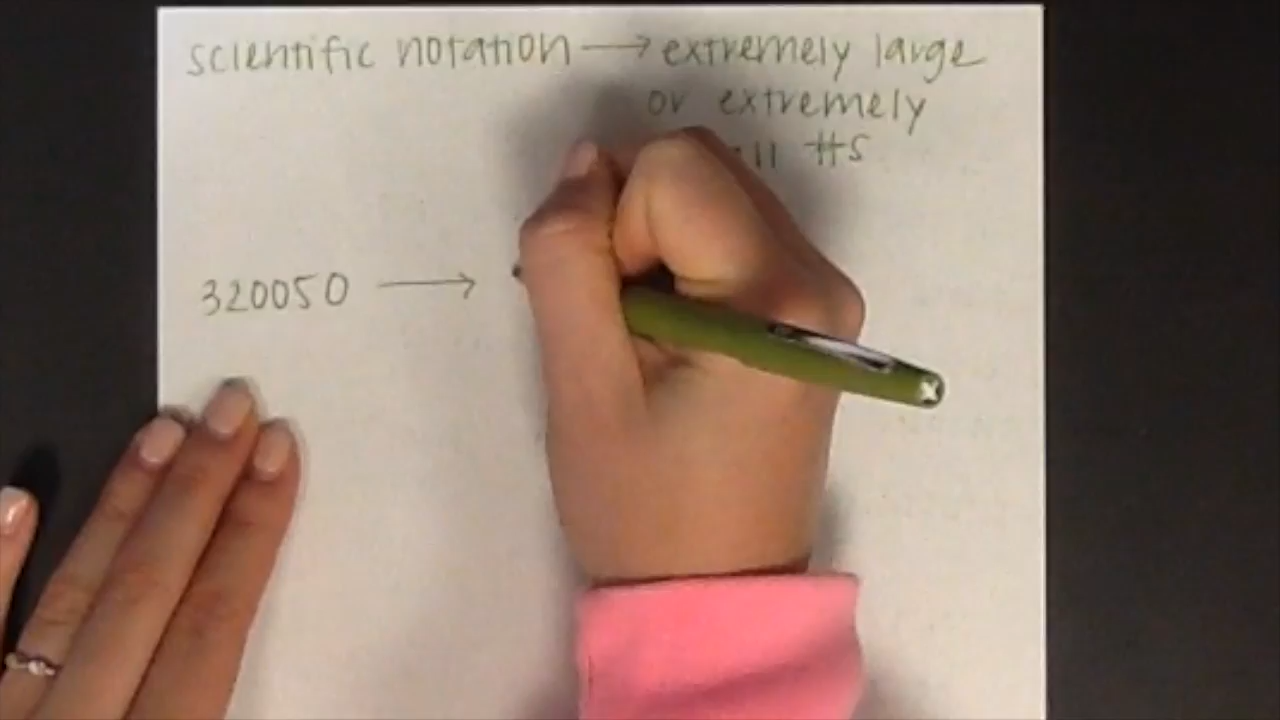 scientific notation → extremely large
or extremely
#s
320050 →